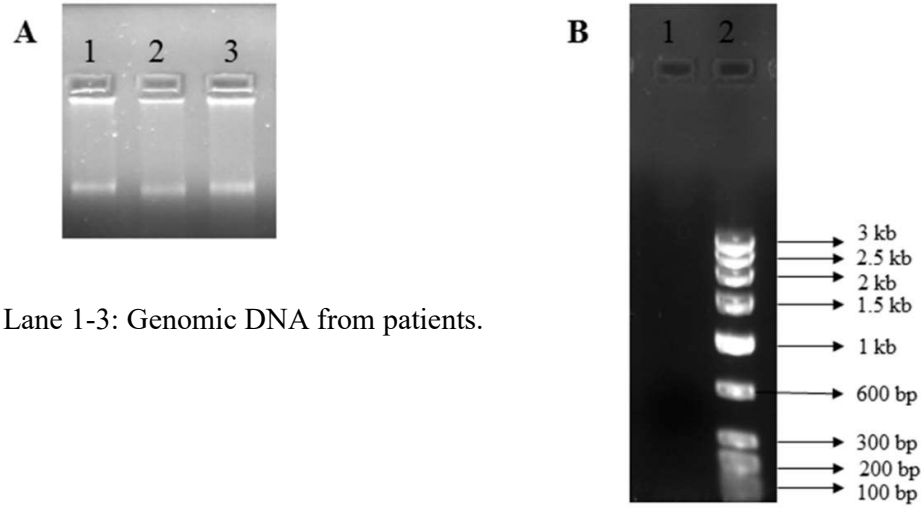 A
1 2 3
Lane 1-3: Genomic DNA from patients.
B
1 2
3 kb
2.5 kb
2 kb
1.5 kb
1 kb
600 bp
300 bp
200 bp
100 bp